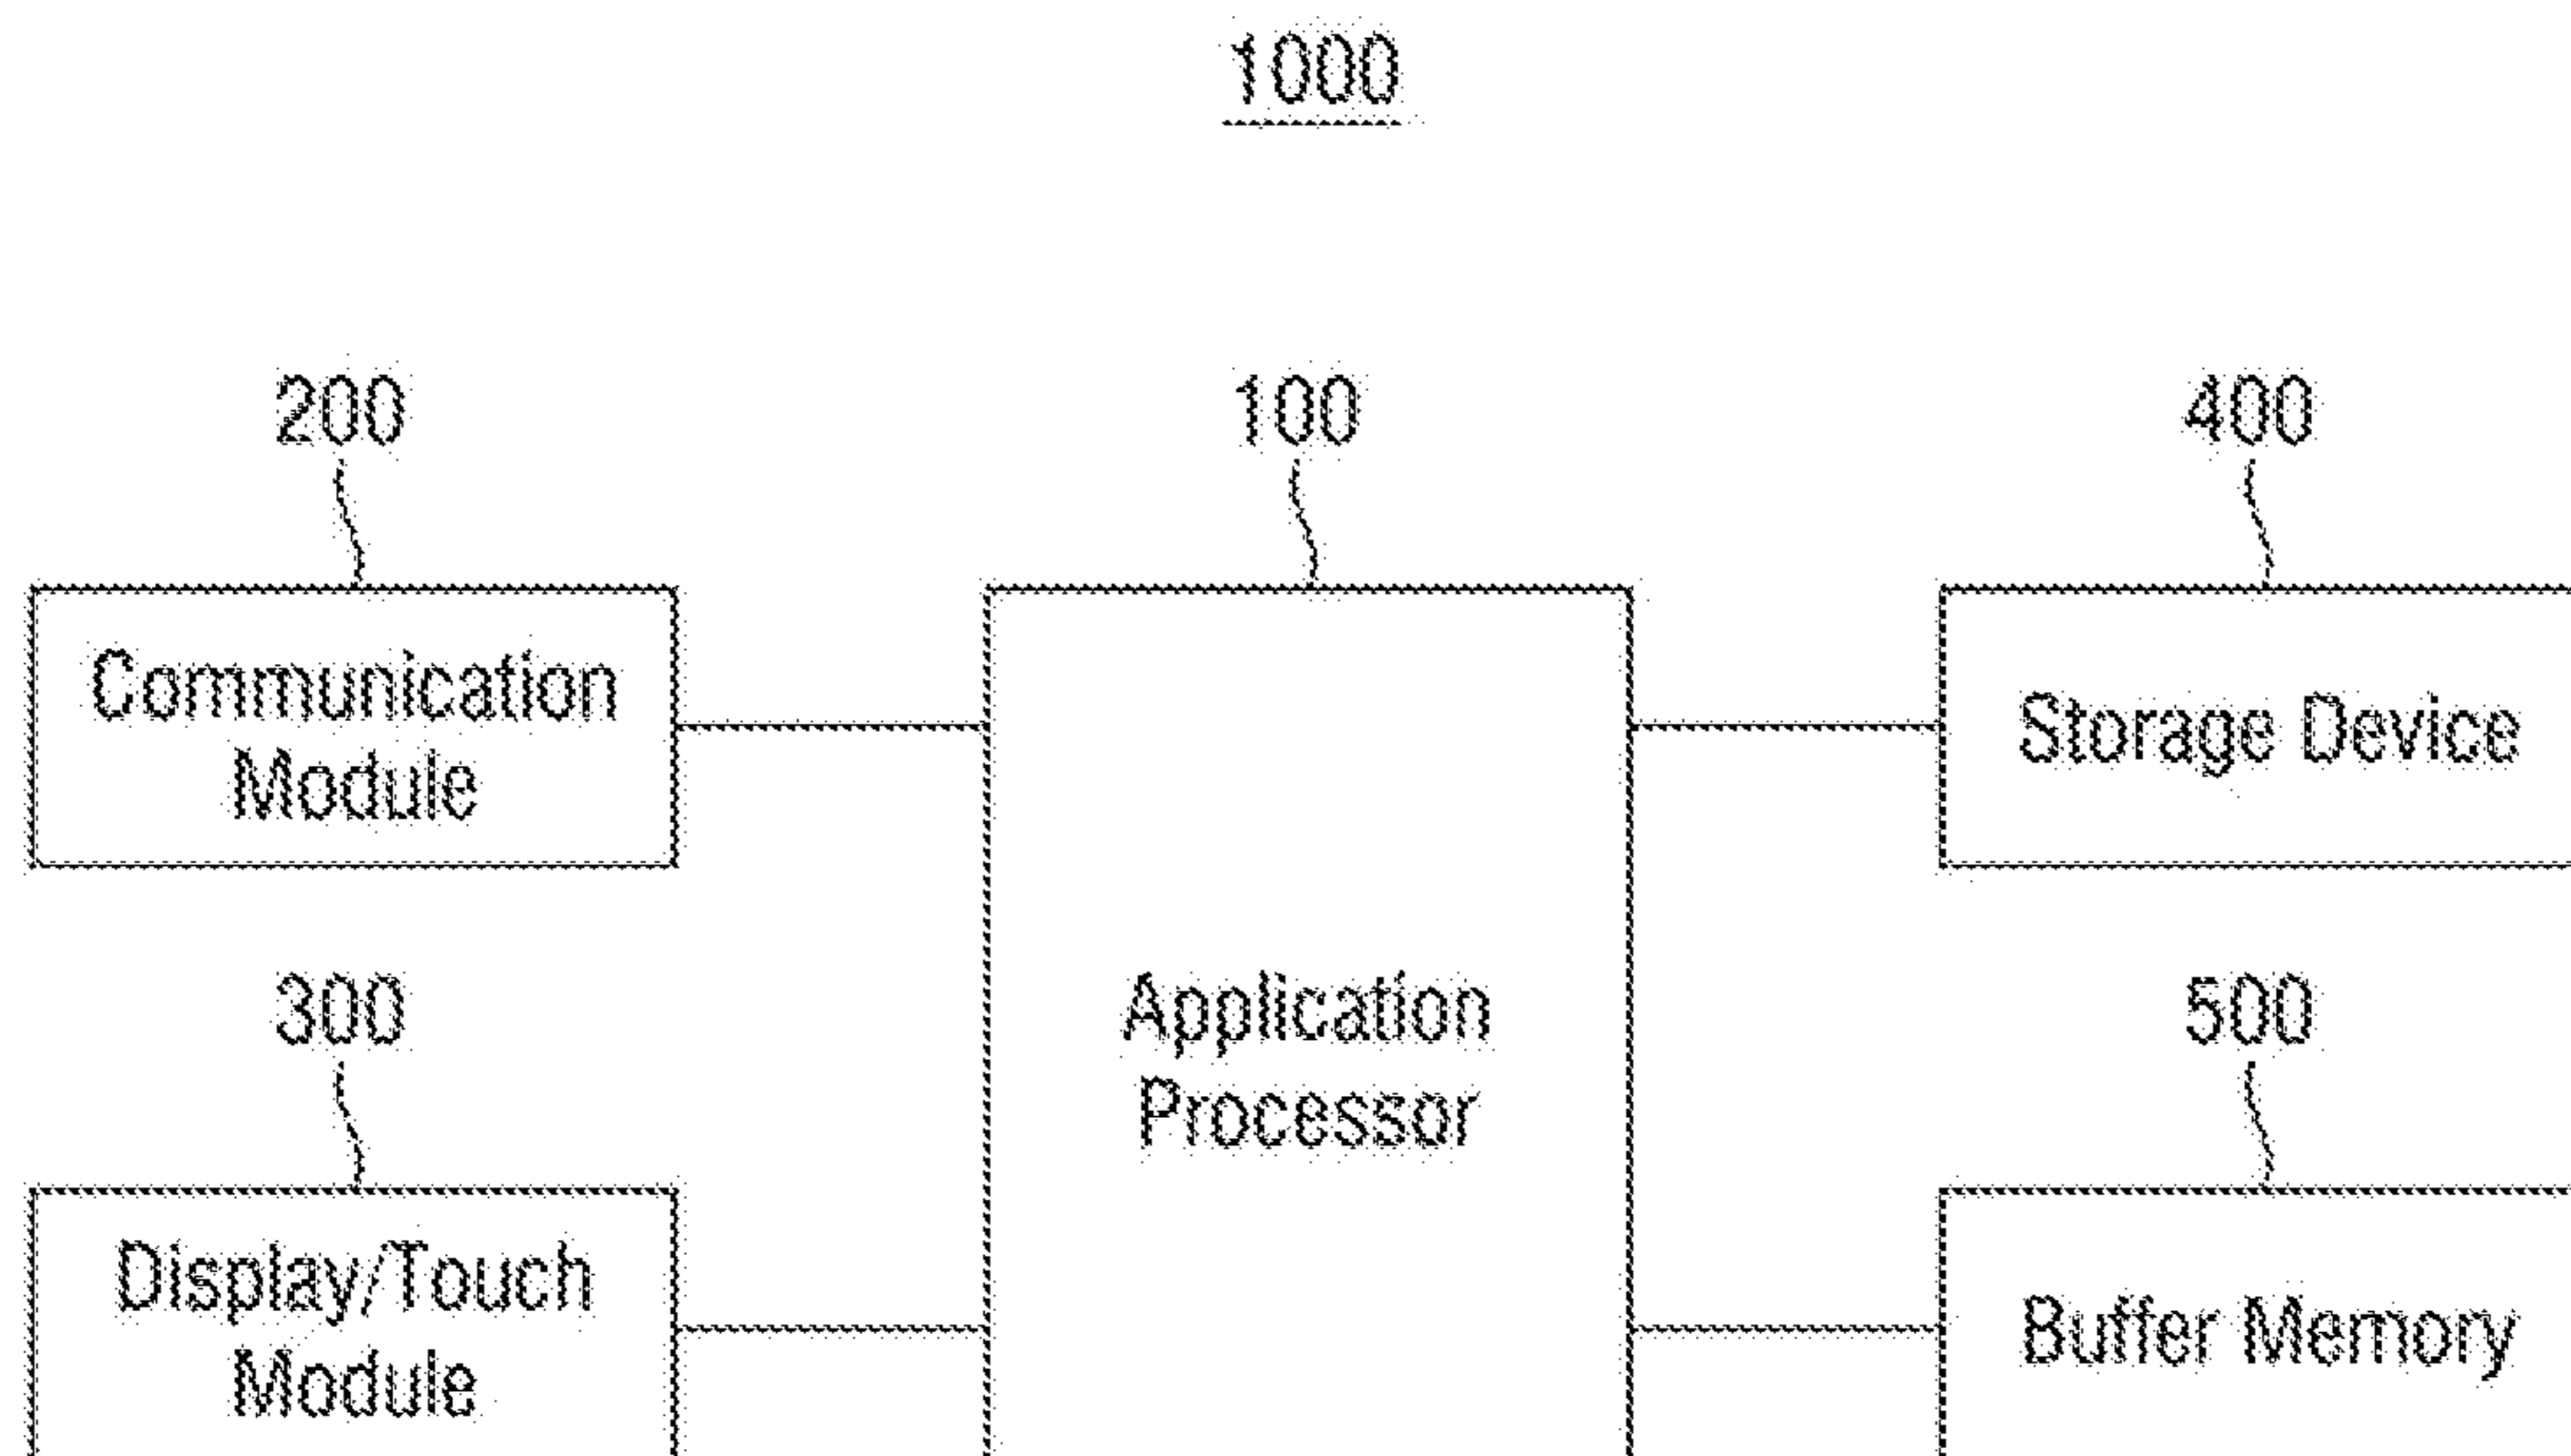 1000
200
100
400
Communication
Module
Storage Device
300
Application
Processor
500
Display/Touch
Module
Buffer Memory